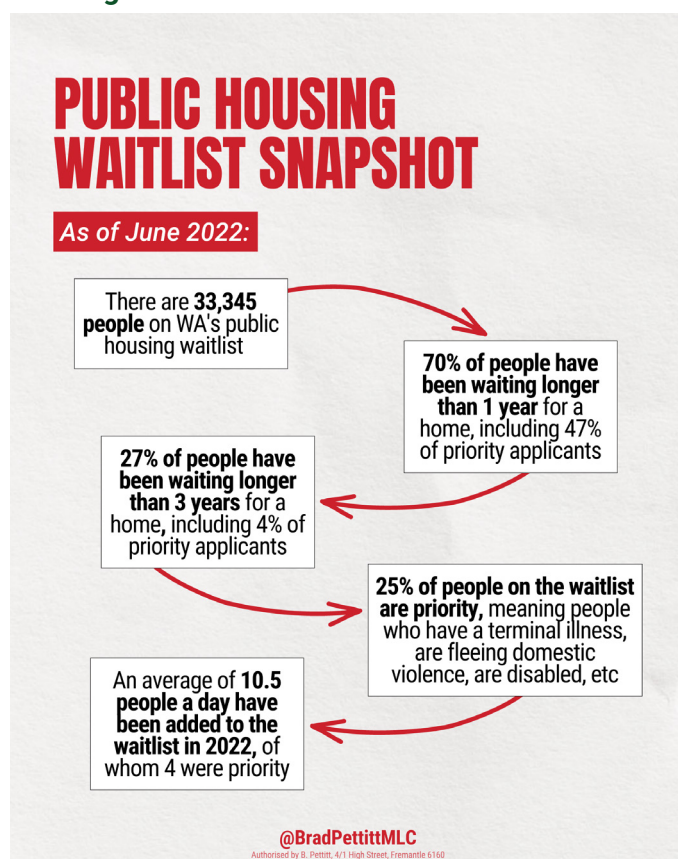 PUBLIC HOUSING
WAITLIST SNAPSHOT
As of June 2022:
There are 33,345
people on WA's public
housing waitlist
70% of people have
been waiting longer
than 1 year for a
home, including 47%
of priority applicants
27% of people have
been waiting longer
than 3 years for a
home, including 4% of
priority applicants
25% of people on the waitlist
are priority, meaning people
who have a terminal illness,
are fleeing domestic
violence, are disabled, etc
An average of 10.5
people a day have
been added to the
waitlist in 2022, of
whom 4 were priority
@BradPettittMLC
Authorised by B. Pettitt, 4/1 High Street, Fremantle 6160